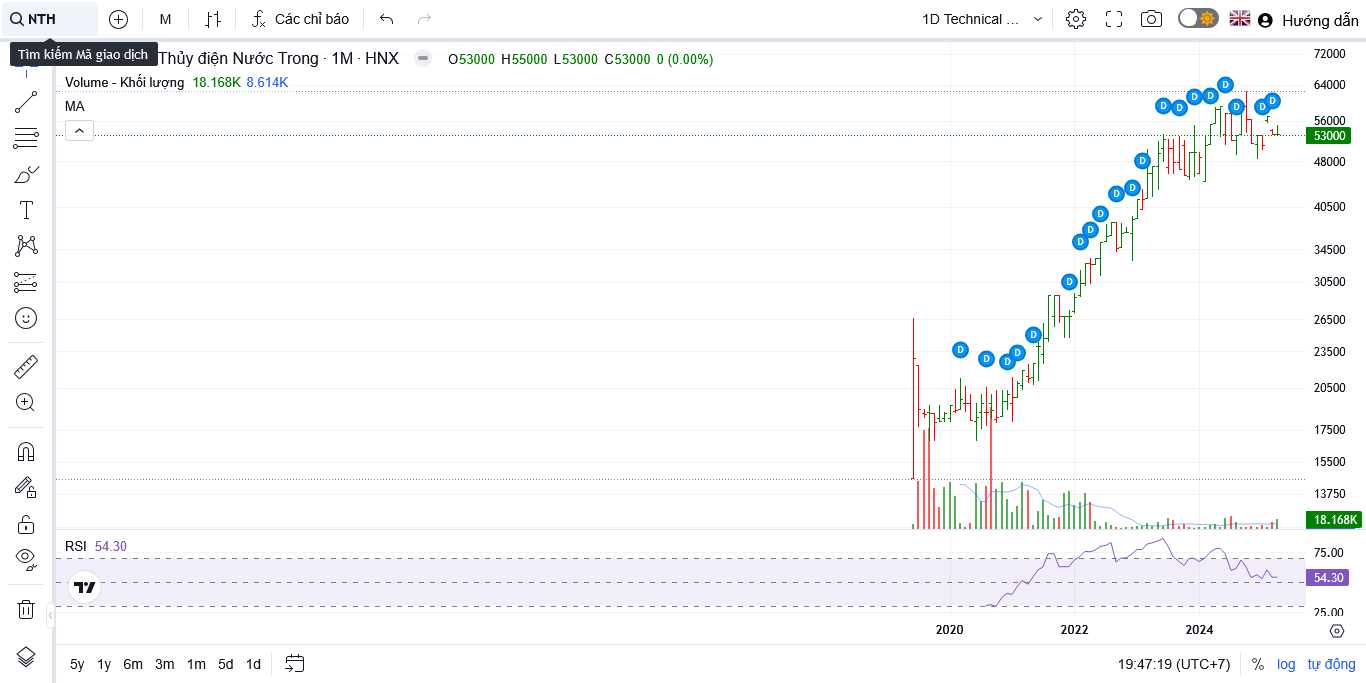 NTH
M
Các chỉ báo
1D Technical ...
Hướng dẫn
Tìm kiếm Mã giao dịch
Thủy điện Nước Trong · 1M · HNX
O53000 H55000 L53000 C53000 0 (0.00%)
Volume - Khối lượng 18.168K 8.614K
MA
72000
64000
56000
53000
48000
40500
34500
30500
26500
23500
20500
17500
15500
13750
18.168K
D D D D D D D D D D D D D D D D D D D D D
RSI 54.30
75.00
54.30
25.00
2020 2022 2024
5y 1y 6m 3m 1m 5d 1d
19:47:19 (UTC+7)
% log tự động